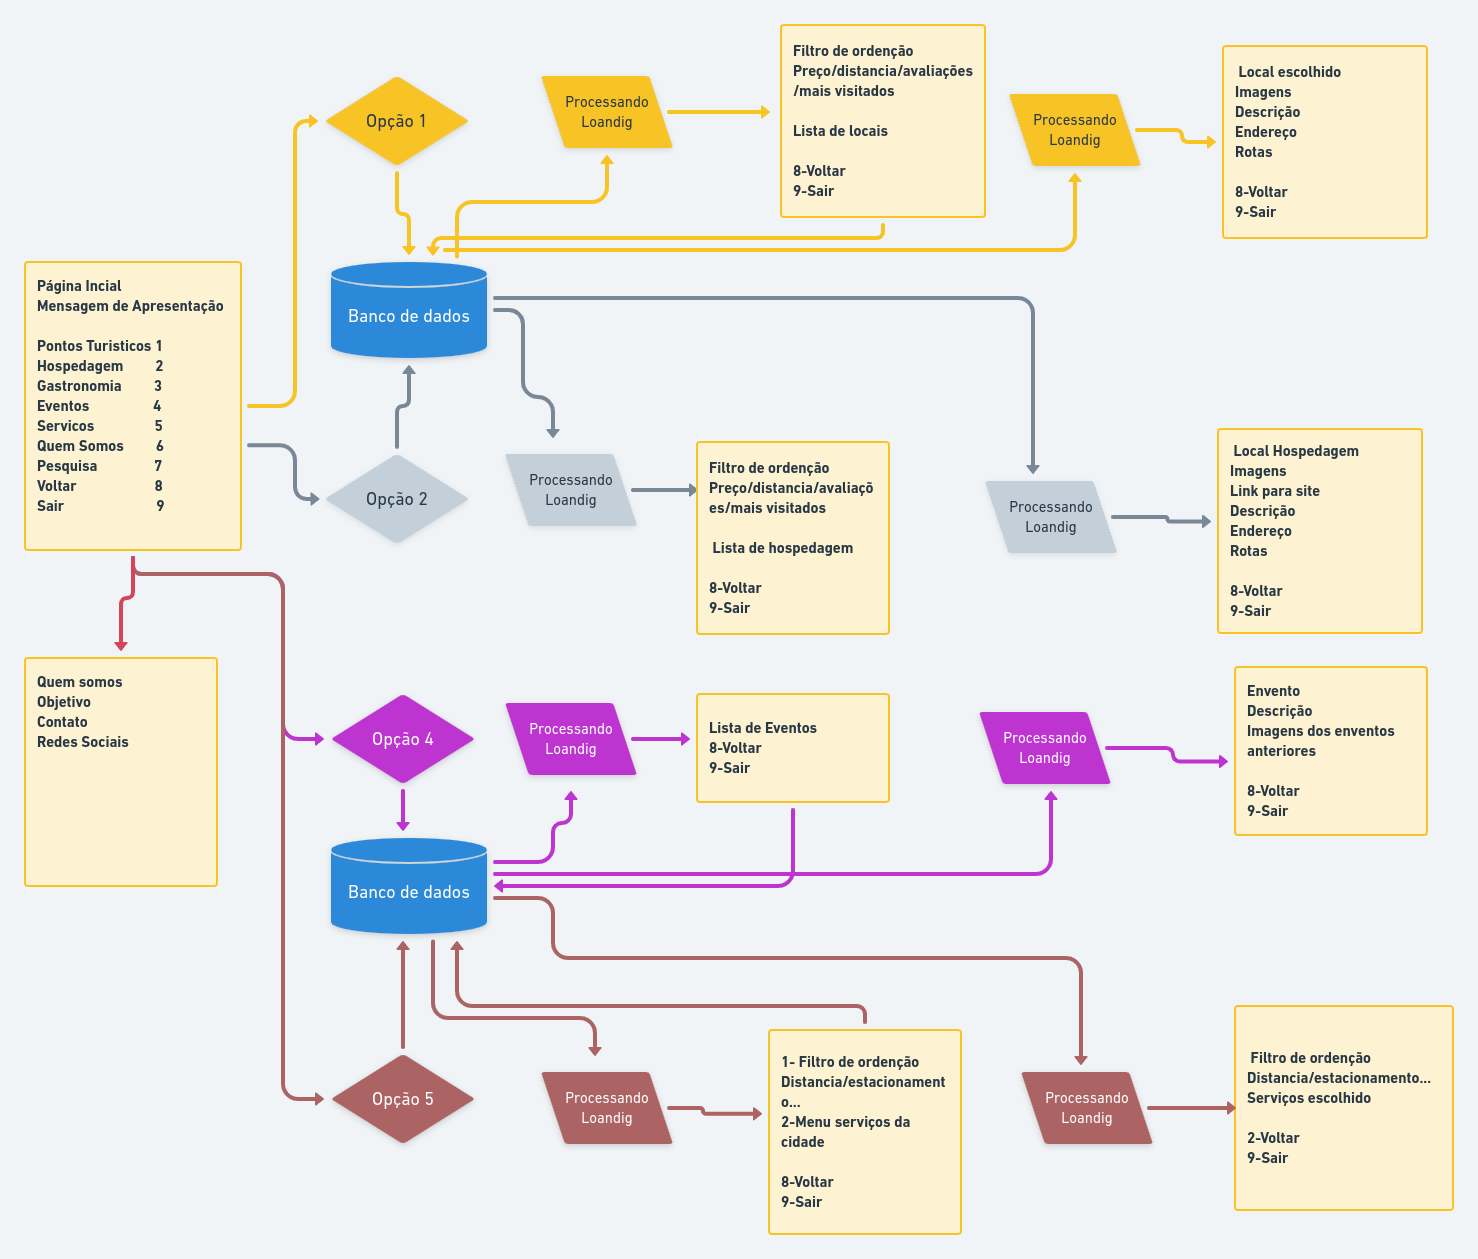 Página Incial
Mensagem de Apresentação
Pontos Turisticos 1
Hospedagem 2
Gastronomia 3
Eventos 4
Servicos 5
Quem Somos 6
Pesquisa 7
Voltar 8
Sair 9
Opção 1
Processando
Loandig
Filtro de ordenção
Preço/distancia/avaliações
/mais visitados
Lista de locais
8-Voltar
9-Sair
Processando
Loandig
Local escolhido
Imagens
Descrição
Endereço
Rotas
8-Voltar
9-Sair
Banco de dados
Opção 2
Processando
Loandig
Filtro de ordenção
Preço/distancia/avaliaçõ
es/mais visitados
Lista de hospedagem
8-Voltar
9-Sair
Processando
Loandig
Local Hospedagem
Imagens
Link para site
Descrição
Endereço
Rotas
8-Voltar
9-Sair
Quem somos
Objetivo
Contato
Redes Sociais
Opção 4
Processando
Loandig
Lista de Eventos
8-Voltar
9-Sair
Processando
Loandig
Envento
Descrição
Imagens dos enventos
anteriores
8-Voltar
9-Sair
Banco de dados
Opção 5
Processando
Loandig
1- Filtro de ordenção
Distancia/estacionament
o...
2-Menu serviços da
cidade
8-Voltar
9-Sair
Processando
Loandig
Filtro de ordenção
Distancia/estacionamento...
Serviços escolhido
2-Voltar
9-Sair